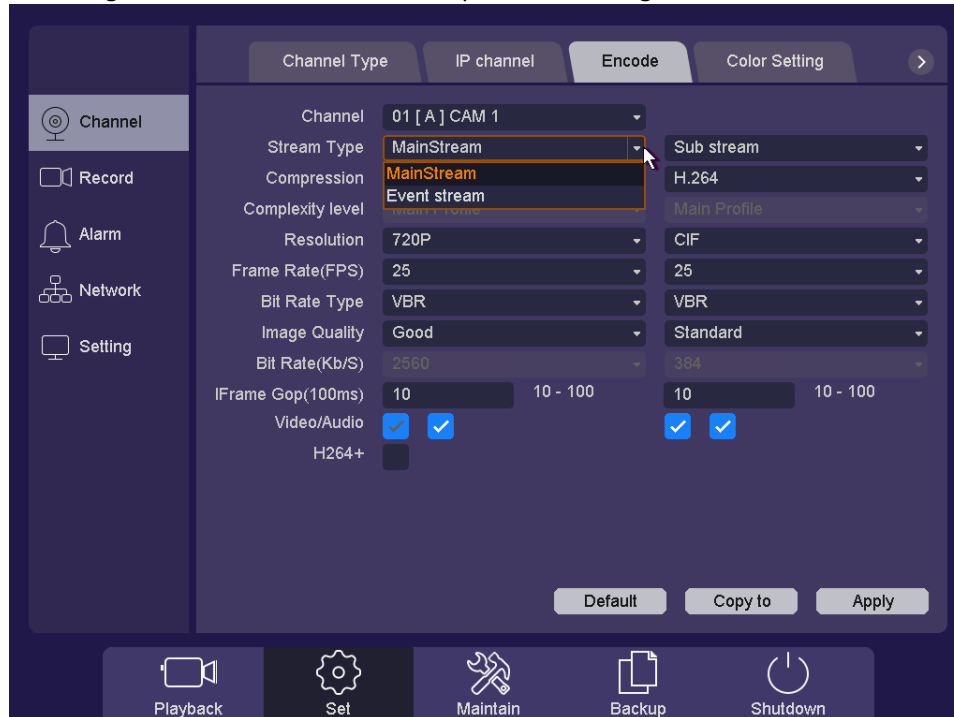 Channel Type IP channel Encode Color Setting
Channel
Record
Alarm
Network
Setting
Channel 01 [ A ] CAM 1
Stream Type MainStream Sub stream
MainStream
Event stream
Compression H.264
Complexity level Main Profile Main Profile
Resolution 720P CIF
Frame Rate(FPS) 25 25
Bit Rate Type VBR VBR
Image Quality Good Standard
Bit Rate(Kb/S) 2560 384
IFrame Gop(100ms) 10 10 - 100 10 10 - 100
Video/Audio
H264+
Default Copy to Apply
Playback Set Maintain Backup Shutdown